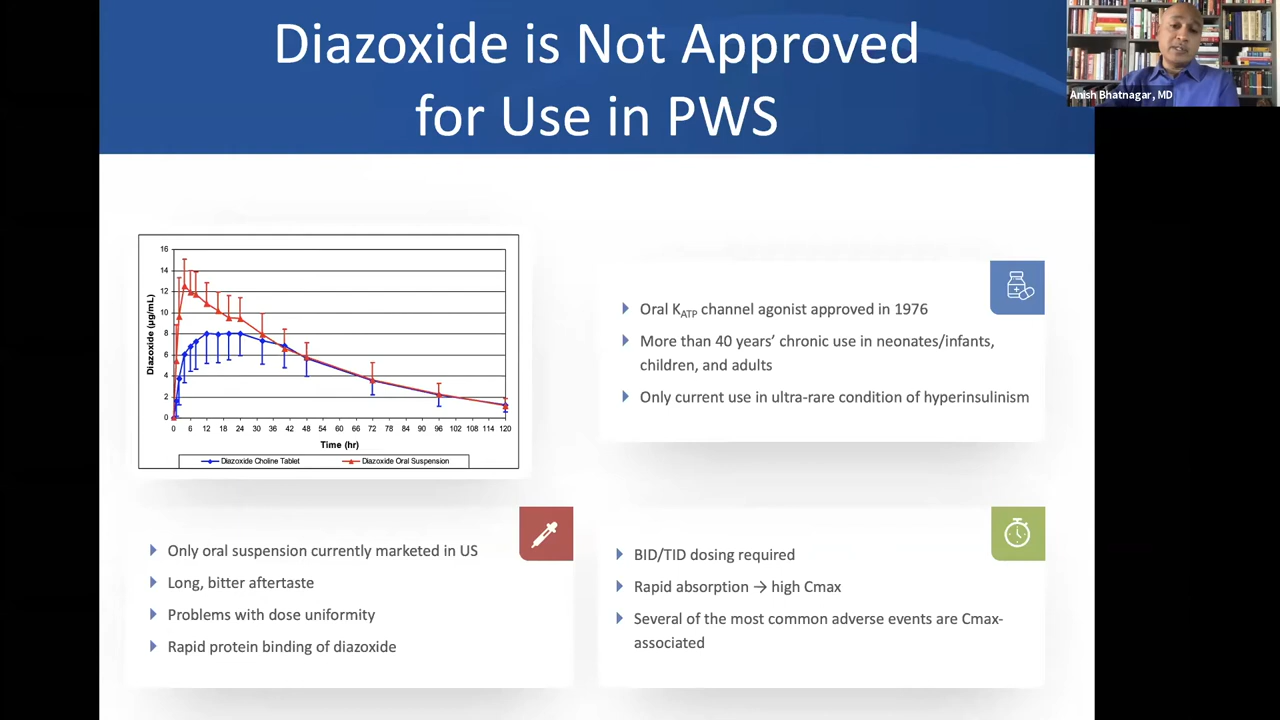 Diazoxide is Not Approved
for Use in PWS
Anish Bhatnagar, MD
16
14
12
10
8
6
4
2
0
Diazoxide (µg/mL)
0 6 12 18 24 30 36 42 48 54 60 66 72 78 84 90 96 102 108 114 120
Time (hr)
Diazoxide Choline Tablet
Diazoxide Oral Suspension
Oral KATP channel agonist approved in 1976
More than 40 years’ chronic use in neonates/infants,
children, and adults
Only current use in ultra-rare condition of hyperinsulinism
Only oral suspension currently marketed in US
Long, bitter aftertaste
Problems with dose uniformity
Rapid protein binding of diazoxide
BID/TID dosing required
Rapid absorption → high Cmax
Several of the most common adverse events are Cmax-
associated